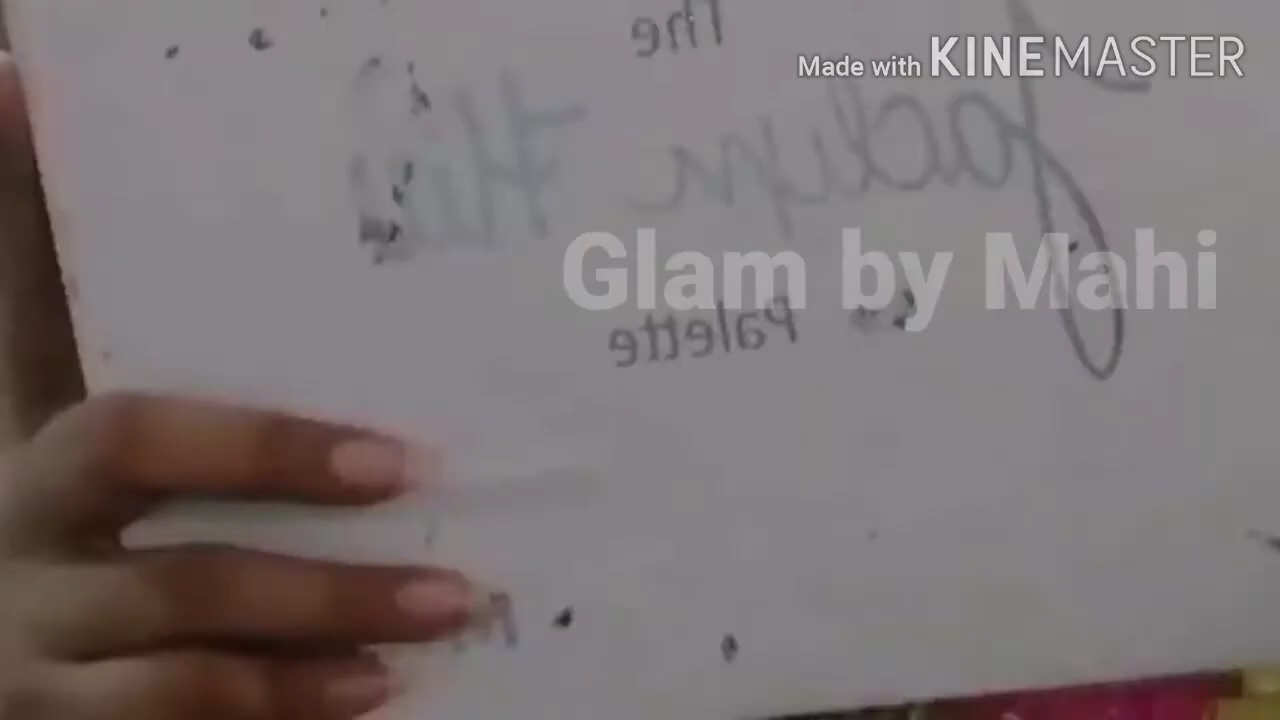 The
Made with KINEMASTER
Jaclyn Hill
Glam by Mahi
Palette